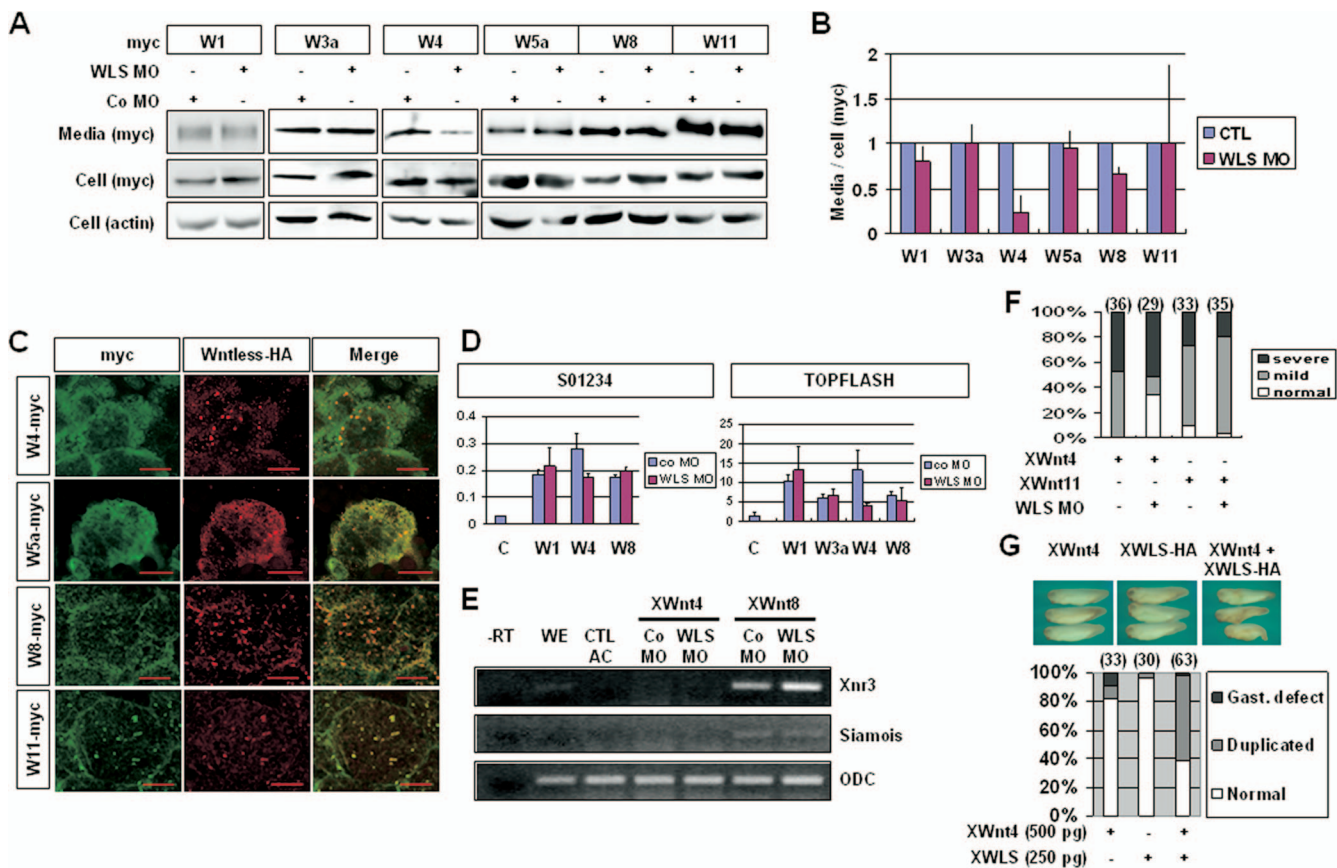 A
myc W1 W3a W4 W5a W8 W11
WLS MO - + - + - + - + - + - +
Co MO + - + - + - + - + - + -
Media (myc)
Cell (myc)
Cell (actin)
B
2
1.5
1
0.5
0
Media / cell (myc)
CTL
WLS MO
W1 W3a W4 W5a W8 W11
C
myc Wntless-HA Merge
W4-myc
W5a-myc
W8-myc
W11-myc
D
S01234
0.4
0.3
0.2
0.1
0
co MO
WLS MO
C W1 W4 W8
TOPFLASH
25
20
15
10
5
0
co MO
WLS MO
C W1 W3a W4 W8
E
XWnt4 XWnt8
-RT WE CTL Co WLS Co WLS
AC MO MO MO MO
Xnr3
Siamois
ODC
F
(36) (29) (33) (35)
100%
80%
60%
40%
20%
0%
severe
mild
normal
XWnt4 + + - -
XWnt11 - - + +
WLS MO - + - +
G
XWnt4 XWLS-HA XWnt4 +
XWLS-HA
(33) (30) (63)
100%
80%
60%
40%
20%
0%
Gast. defect
Duplicated
Normal
XWnt4 (500 pg) + - +
XWLS (250 pg) - + +